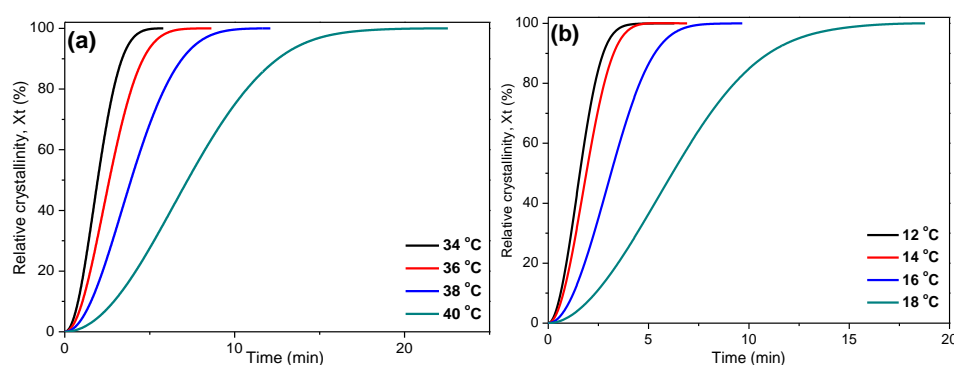 (a)
Relative crystallinity, Xt (%)
100
80
60
40
20
0
34 °C
36 °C
38 °C
40 °C
0 10 20
Time (min)
(b)
Relative crystallinity, Xt (%)
100
80
60
40
20
0
12 °C
14 °C
16 °C
18 °C
0 5 10 15 20
Time (min)